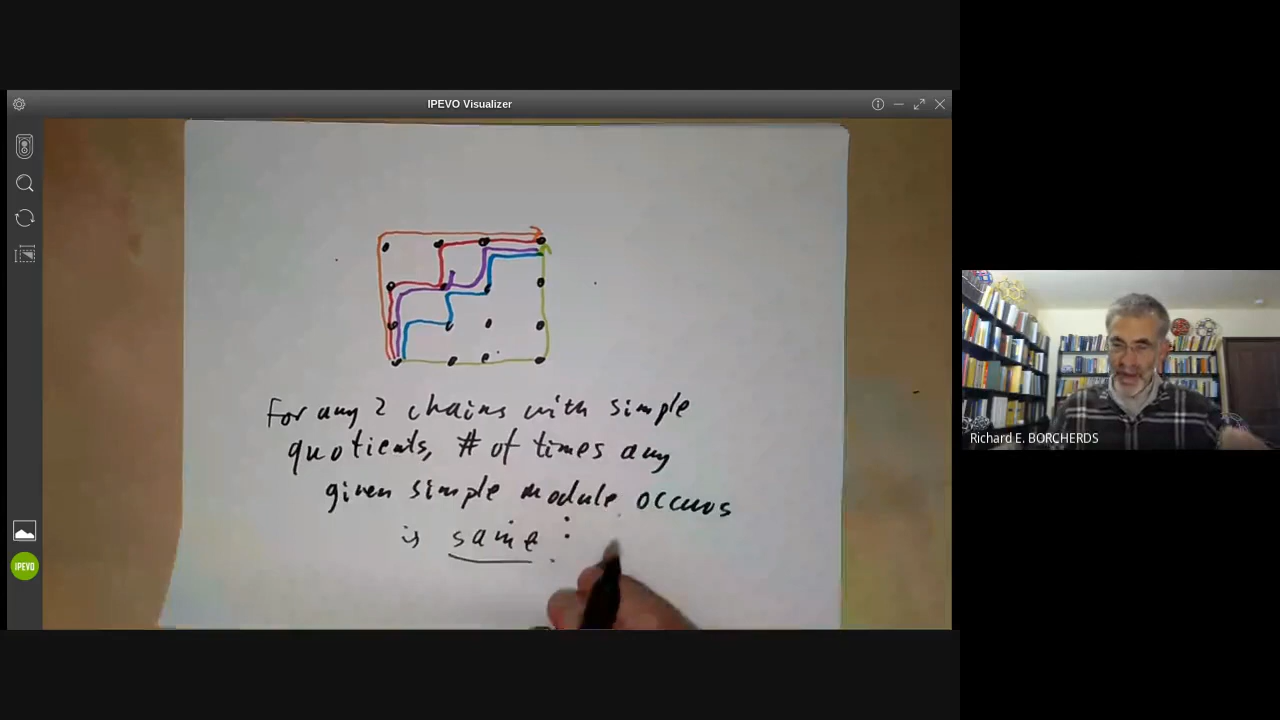 IPEVO Visualizer
For any 2 chains with simple
quotients, # of times any
given simple module occurs
is same :
Richard E. BORCHERDS
IPEVO